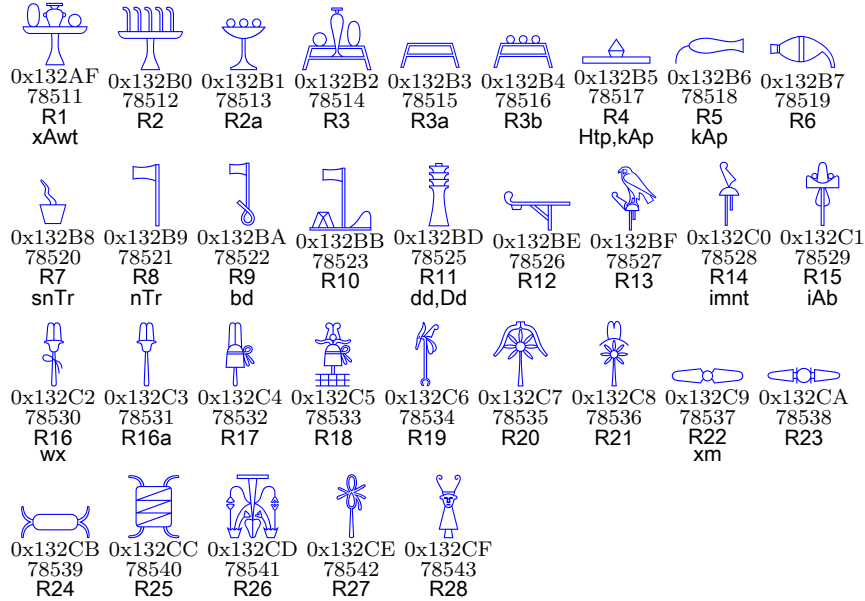 0x132AF 0x132B0 0x132B1 0x132B2 0x132B3 0x132B4 0x132B5 0x132B6 0x132B7
78511 78512 78513 78514 78515 78516 78517 78518 78519
R1 R2 R2a R3 R3a R3b R4 R5 R6
xAwt Htp,kAp kAp
0x132B8 0x132B9 0x132BA 0x132BB 0x132BD 0x132BE 0x132BF 0x132C0 0x132C1
78520 78521 78522 78523 78525 78526 78527 78528 78529
R7 R8 R9 R10 R11 R12 R13 R14 R15
snTr nTr bd dd,Dd imnt iAb
0x132C2 0x132C3 0x132C4 0x132C5 0x132C6 0x132C7 0x132C8 0x132C9 0x132CA
78530 78531 78532 78533 78534 78535 78536 78537 78538
R16 R16a R17 R18 R19 R20 R21 R22 R23
wx xm
0x132CB 0x132CC 0x132CD 0x132CE 0x132CF
78539 78540 78541 78542 78543
R24 R25 R26 R27 R28